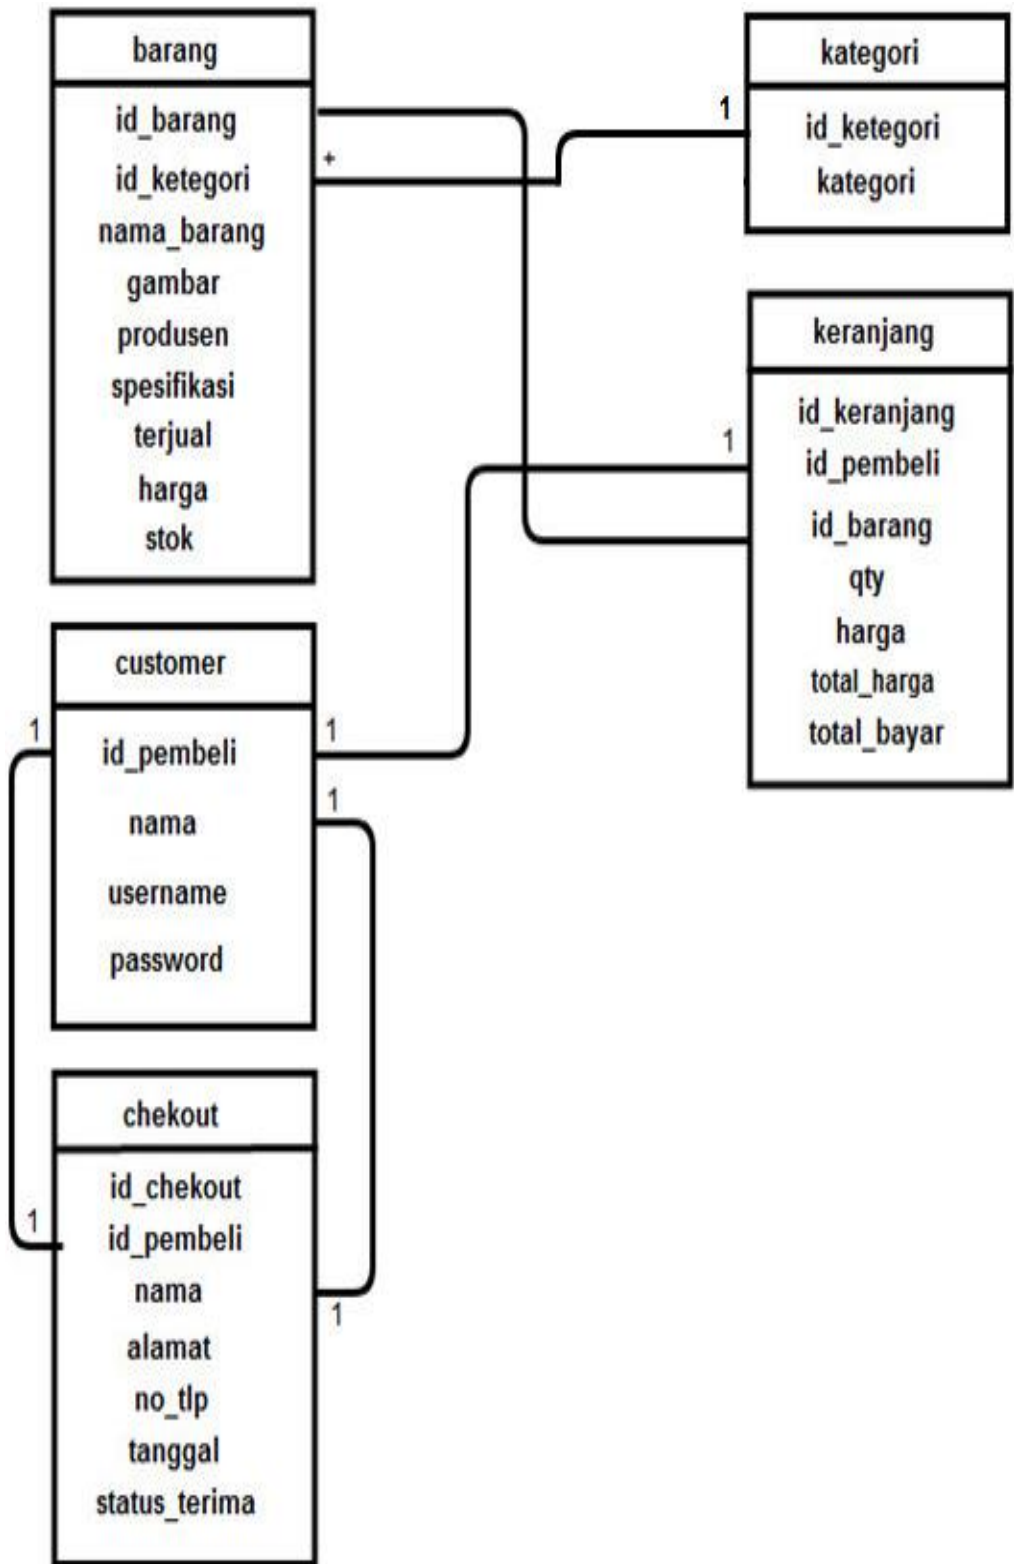 barang
id_barang
id_ketegori
nama_barang
gambar
produsen
spesifikasi
terjual
harga
stok
+
1
kategori
id_ketegori
kategori
keranjang
id_keranjang
id_pembeli
id_barang
qty
harga
total_harga
total_bayar
1
customer
id_pembeli
nama
username
password
1
1
1
chekout
id_chekout
id_pembeli
nama
alamat
no_tlp
tanggal
status_terima
1
1